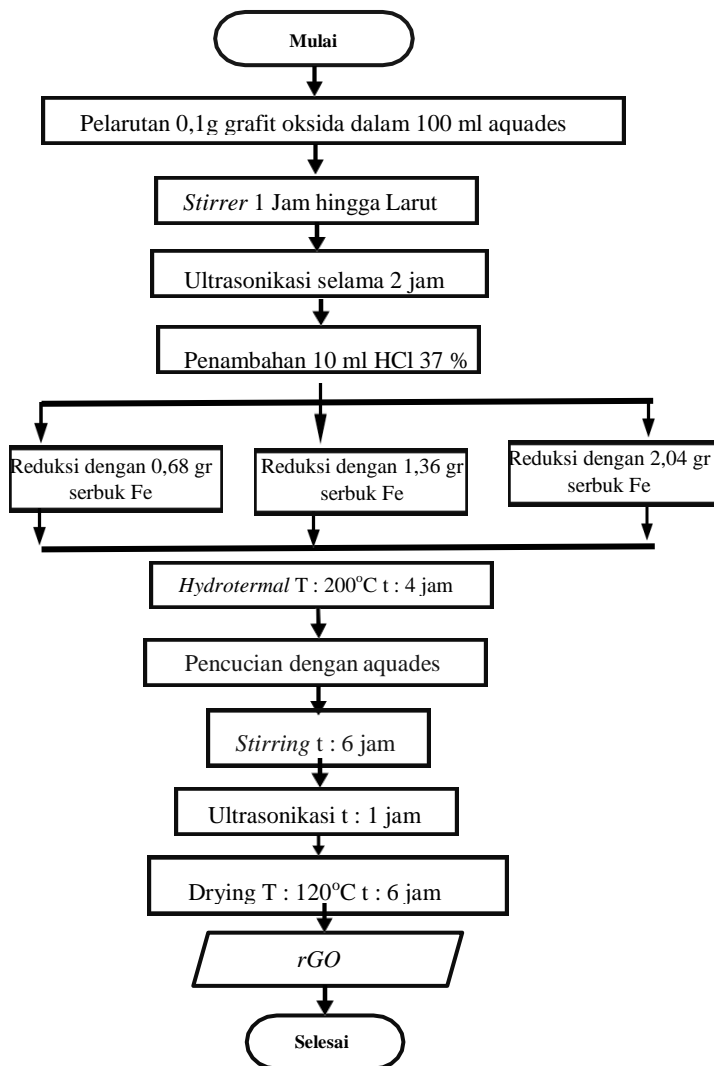 Mulai
Pelarutan 0,1g grafit oksida dalam 100 ml aquades
Stirrer 1 Jam hingga Larut
Ultrasonikasi selama 2 jam
Penambahan 10 ml HCl 37 %
Reduksi dengan 0,68 gr
serbuk Fe
Reduksi dengan 1,36 gr
serbuk Fe
Reduksi dengan 2,04 gr
serbuk Fe
Hydrotermal T : 200°C t : 4 jam
Pencucian dengan aquades
Stirring t : 6 jam
Ultrasonikasi t : 1 jam
Drying T : 120°C t : 6 jam
rGO
Selesai